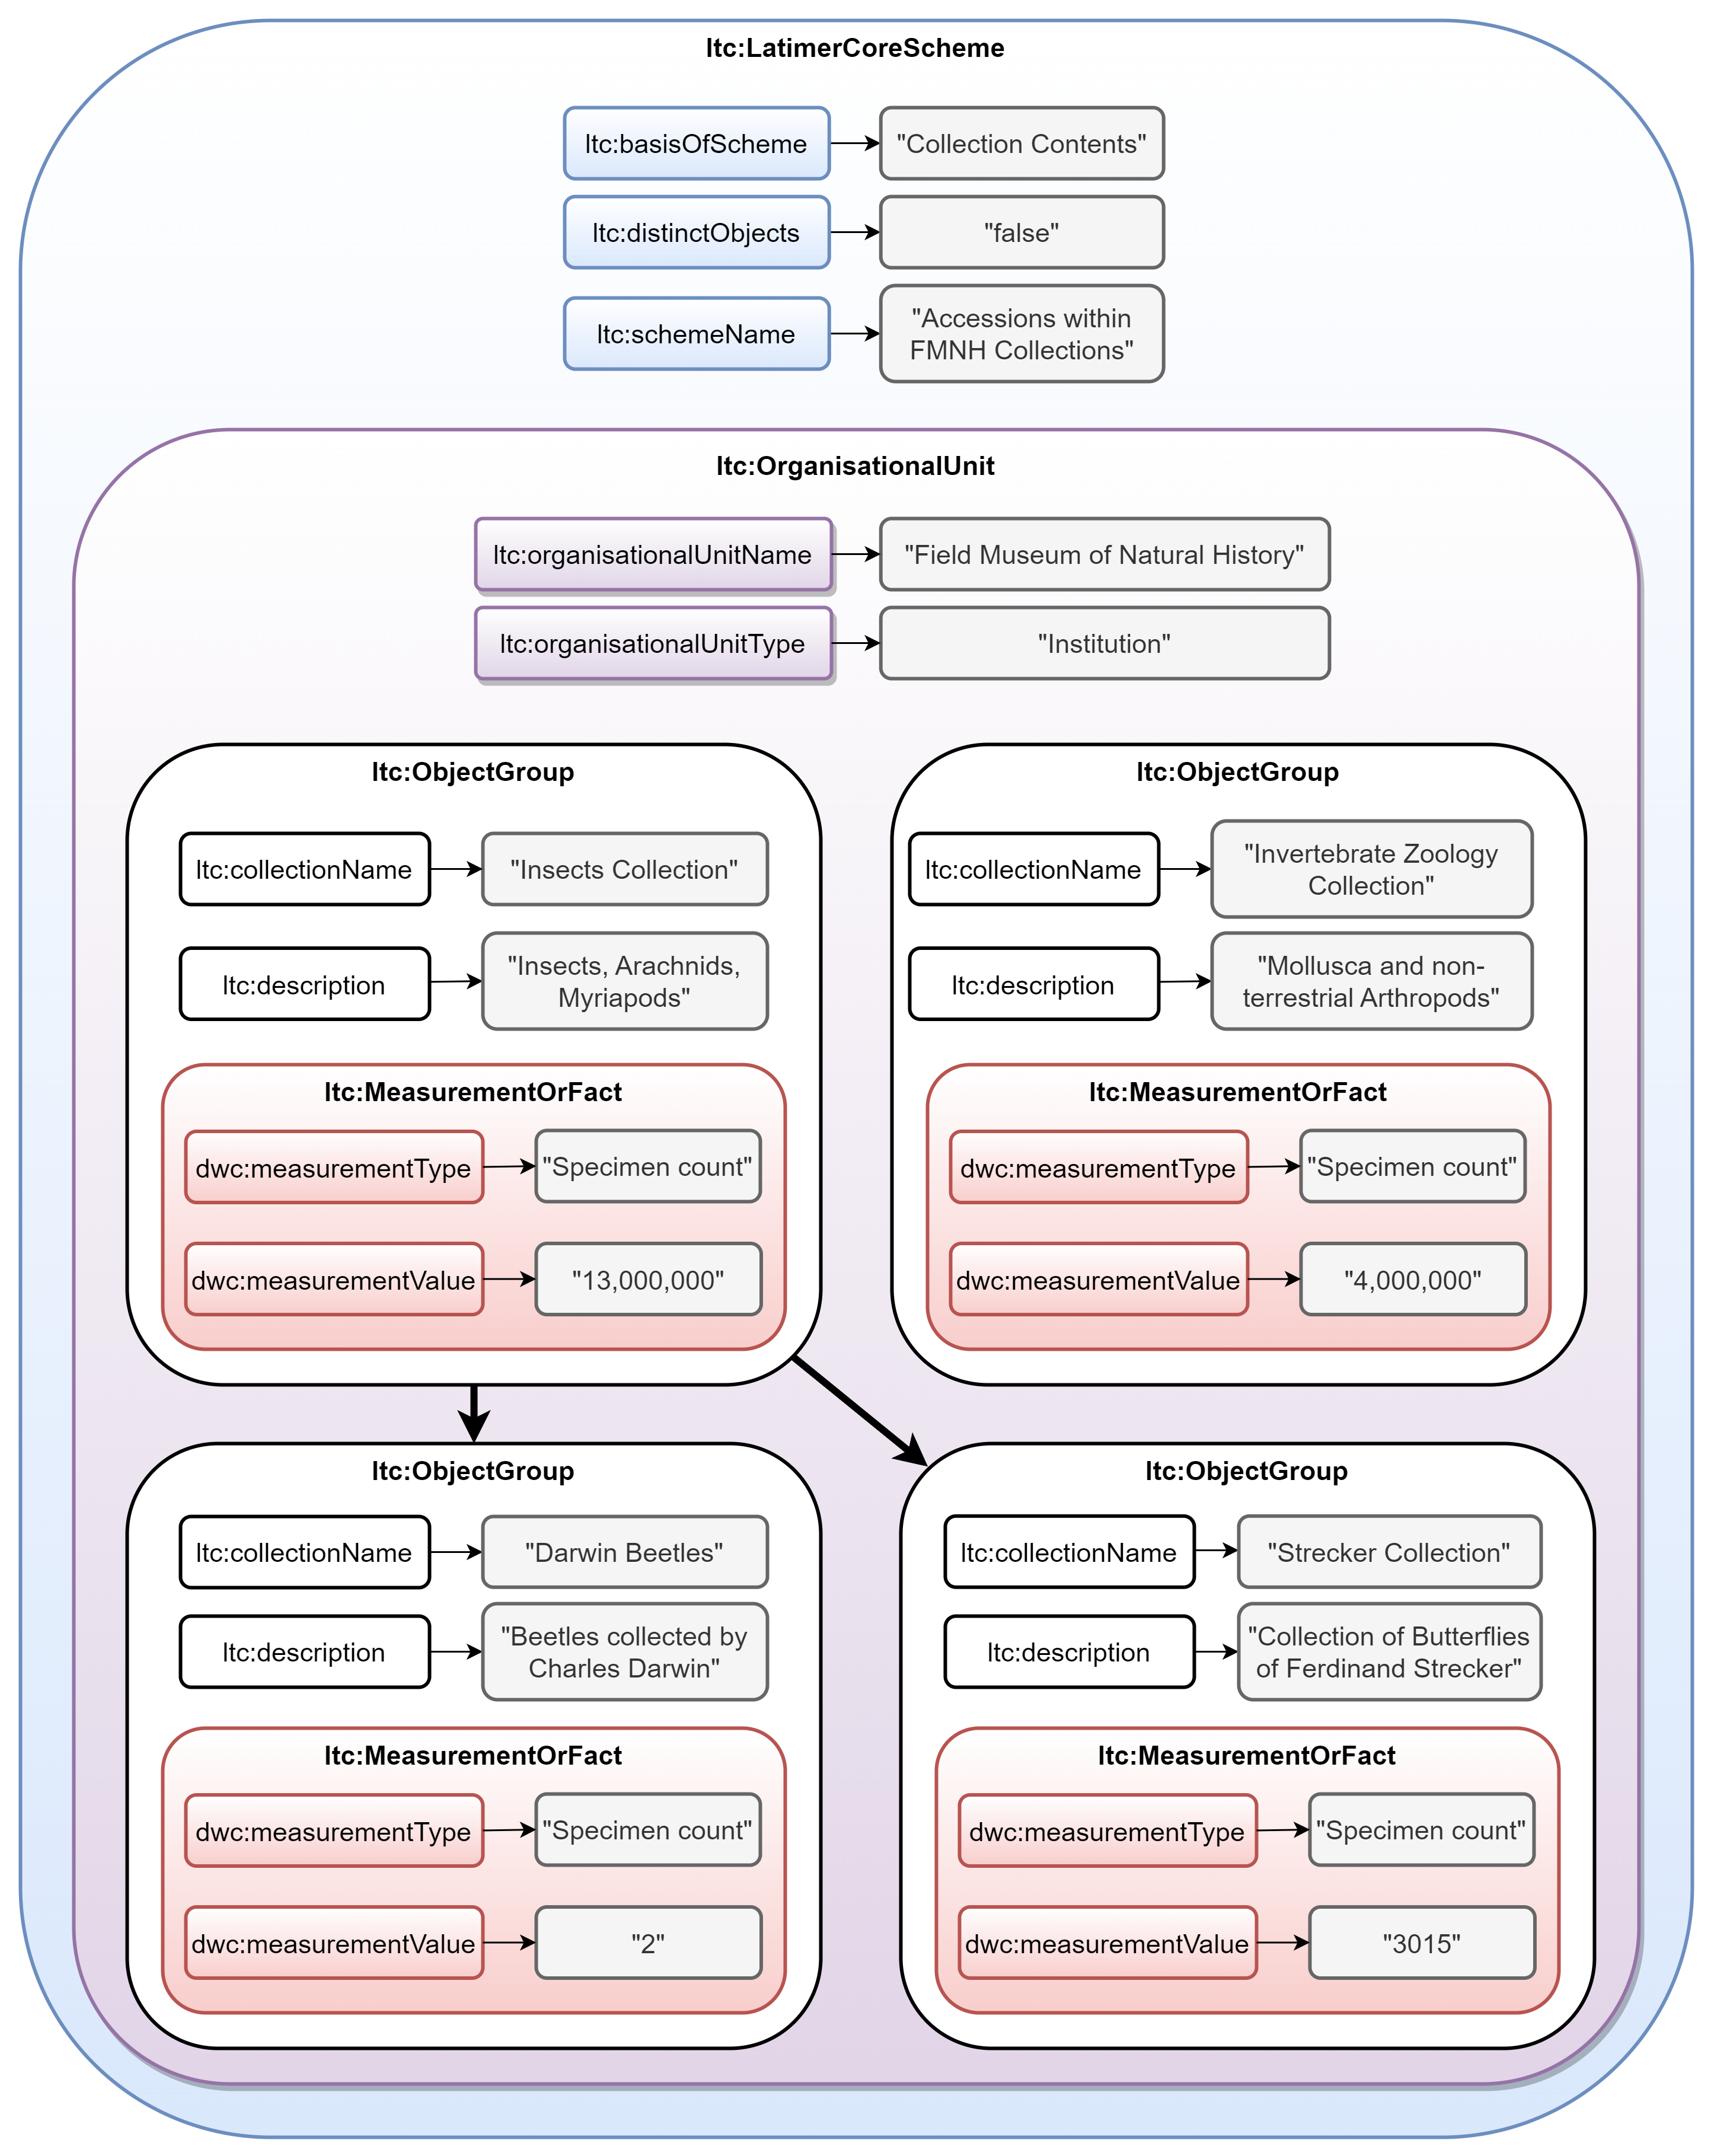 ltc:LatimerCoreScheme
ltc:basisOfScheme
"Collection Contents"
ltc:distinctObjects
"false"
ltc:schemeName
"Accessions within
FMNH Collections"
ltc:OrganisationalUnit
ltc:organisationalUnitName
"Field Museum of Natural History"
ltc:organisationalUnitType
"Institution"
ltc:ObjectGroup
ltc:collectionName
"Insects Collection"
ltc:description
"Insects, Arachnids,
Myriapods"
ltc:MeasurementOrFact
dwc:measurementType
"Specimen count"
dwc:measurementValue
"13,000,000"
ltc:ObjectGroup
ltc:collectionName
"Invertebrate Zoology
Collection"
ltc:description
"Mollusca and non-
terrestrial Arthropods"
ltc:MeasurementOrFact
dwc:measurementType
"Specimen count"
dwc:measurementValue
"4,000,000"
ltc:ObjectGroup
ltc:collectionName
"Darwin Beetles"
ltc:description
"Beetles collected by
Charles Darwin"
ltc:MeasurementOrFact
dwc:measurementType
"Specimen count"
dwc:measurementValue
"2"
ltc:ObjectGroup
ltc:collectionName
"Strecker Collection"
ltc:description
"Collection of Butterflies
of Ferdinand Strecker"
ltc:MeasurementOrFact
dwc:measurementType
"Specimen count"
dwc:measurementValue
"3015"